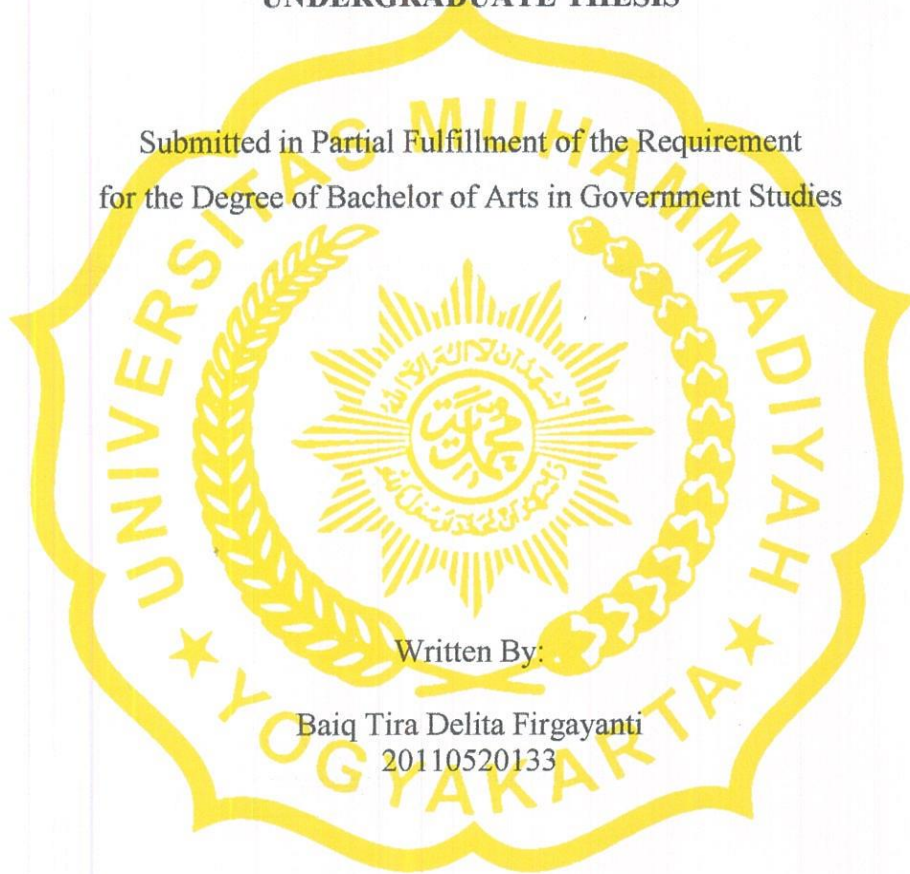 UNDERGRADUATE THESIS
Submitted in Partial Fulfillment of the Requirement
for the Degree of Bachelor of Arts in Government Studies
UNIVERSITAS MUHAMMADIYAH
★ YOGYAKARTA ★
محمدية
Written By:
Baiq Tira Delita Firgayanti
20110520133